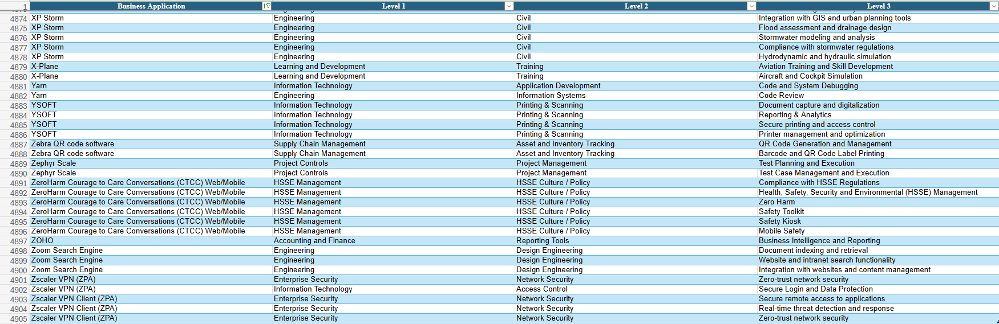 1 Business Application Level 1 Level 2 Level 3
4874 XP Storm Engineering Civil Integration with GIS and urban planning tools
4875 XP Storm Engineering Civil Flood assessment and drainage design
4876 XP Storm Engineering Civil Stormwater modeling and analysis
4877 XP Storm Engineering Civil Compliance with stormwater regulations
4878 XP Storm Engineering Civil Hydrodynamic and hydraulic simulation
4879 X-Plane Learning and Development Training Aviation Training and Skill Development
4880 X-Plane Learning and Development Training Aircraft and Cockpit Simulation
4881 Yarn Information Technology Application Development Code and System Debugging
4882 Yarn Engineering Information Systems Code Review
4883 YSOFT Information Technology Printing & Scanning Document capture and digitalization
4884 YSOFT Information Technology Printing & Scanning Reporting & Analytics
4885 YSOFT Information Technology Printing & Scanning Secure printing and access control
4886 YSOFT Information Technology Printing & Scanning Printer management and optimization
4887 Zebra QR code software Supply Chain Management Asset and Inventory Tracking QR Code Generation and Management
4888 Zebra QR code software Supply Chain Management Asset and Inventory Tracking Barcode and QR Code Label Printing
4889 Zephyr Scale Project Controls Project Management Test Planning and Execution
4890 Zephyr Scale Project Controls Project Management Test Case Management and Execution
4891 ZeroHarm Courage to Care Conversations (CTCC) Web/Mobile HSSE Management HSSE Culture / Policy Compliance with HSSE Regulations
4892 ZeroHarm Courage to Care Conversations (CTCC) Web/Mobile HSSE Management HSSE Culture / Policy Health, Safety, Security and Environmental (HSSE) Management
4893 ZeroHarm Courage to Care Conversations (CTCC) Web/Mobile HSSE Management HSSE Culture / Policy Zero Harm
4894 ZeroHarm Courage to Care Conversations (CTCC) Web/Mobile HSSE Management HSSE Culture / Policy Safety Toolkit
4895 ZeroHarm Courage to Care Conversations (CTCC) Web/Mobile HSSE Management HSSE Culture / Policy Safety Kiosk
4896 ZeroHarm Courage to Care Conversations (CTCC) Web/Mobile HSSE Management HSSE Culture / Policy Mobile Safety
4897 ZOHO Accounting and Finance Reporting Tools Business Intelligence and Reporting
4898 Zoom Search Engine Engineering Design Engineering Document indexing and retrieval
4899 Zoom Search Engine Engineering Design Engineering Website and intranet search functionality
4900 Zoom Search Engine Engineering Design Engineering Integration with websites and content management
4901 Zscaler VPN (ZPA) Enterprise Security Network Security Zero-trust network security
4902 Zscaler VPN (ZPA) Information Technology Access Control Secure Login and Data Protection
4903 Zscaler VPN Client (ZPA) Enterprise Security Network Security Secure remote access to applications
4904 Zscaler VPN Client (ZPA) Enterprise Security Network Security Real-time threat detection and response
4905 Zscaler VPN Client (ZPA) Enterprise Security Network Security Zero-trust network security